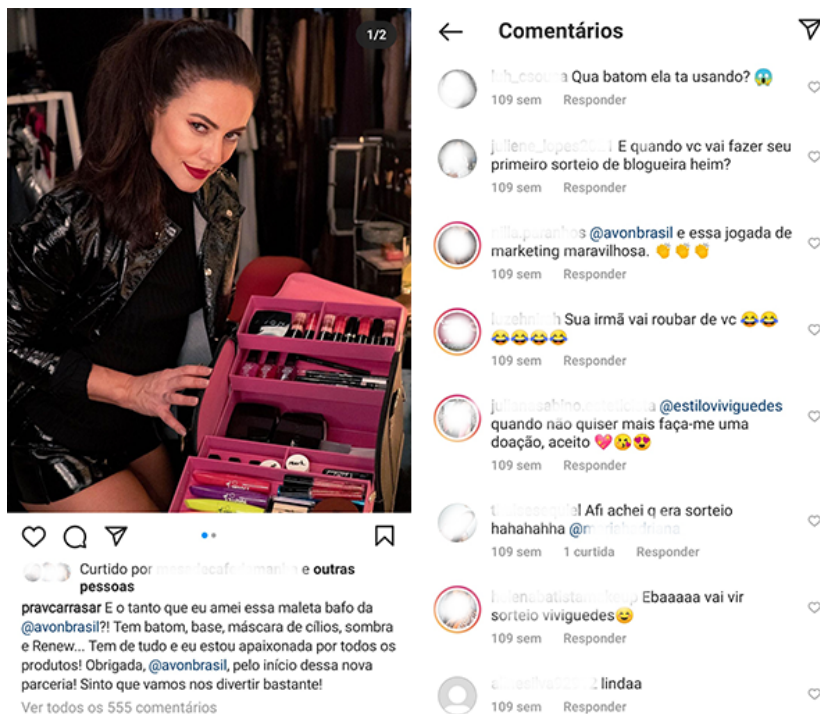 1/2
Curtido por
e outras
pessoas
pravcarrasar E o tanto que eu amei essa maleta bafo da
@avonbrasil?! Tem batom, base, máscara de cílios, sombra
e Renew... Tem de tudo e eu estou apaixonada por todos os
produtos! Obrigada, @avonbrasil, pelo início dessa nova
parceria! Sinto que vamos nos divertir bastante!
Ver todos os 555 comentários
Comentários
Qua batom ela ta usando? 😱
109 sem Responder
E quando vc vai fazer seu
primeiro sorteio de blogueira heim?
109 sem Responder
@avonbrasil e essa jogada de
marketing maravilhosa. 👏👏👏
109 sem Responder
Sua irmã vai roubar de vc 😂😂
😂😂😂😂
109 sem Responder
@estiloviviguedes
quando não quiser mais faça-me uma
doação, aceito 💖😘😍
109 sem Responder
Afi achei q era sorteio
hahahahha
109 sem 1 curtida Responder
Ebaaaaa vai vir
sorteio viviguedes☺️
109 sem Responder
lindaa
109 sem Responder